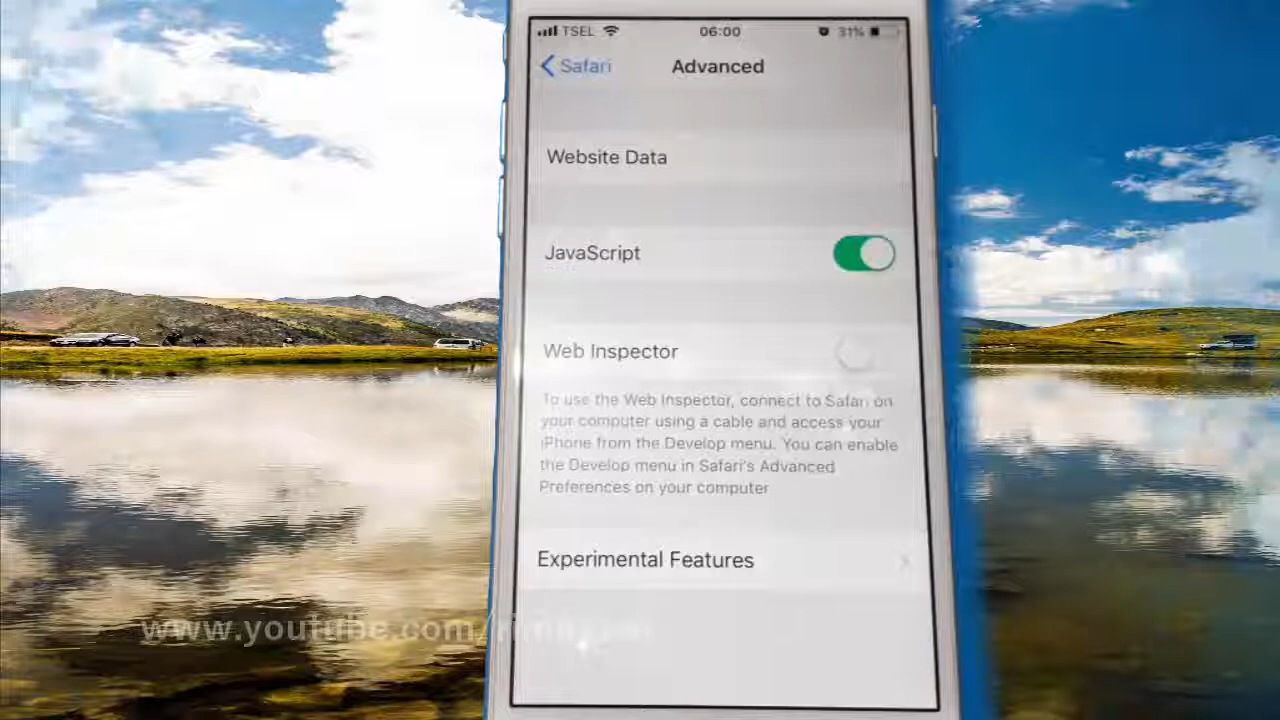 TSEL 06:00 31%
Safari Advanced
Website Data
JavaScript
Web Inspector
To use the Web Inspector, connect to Safari on
your computer using a cable and access your
iPhone from the Develop menu. You can enable
the Develop menu in Safari's Advanced
Preferences on your computer
Experimental Features
www.youtube.com/